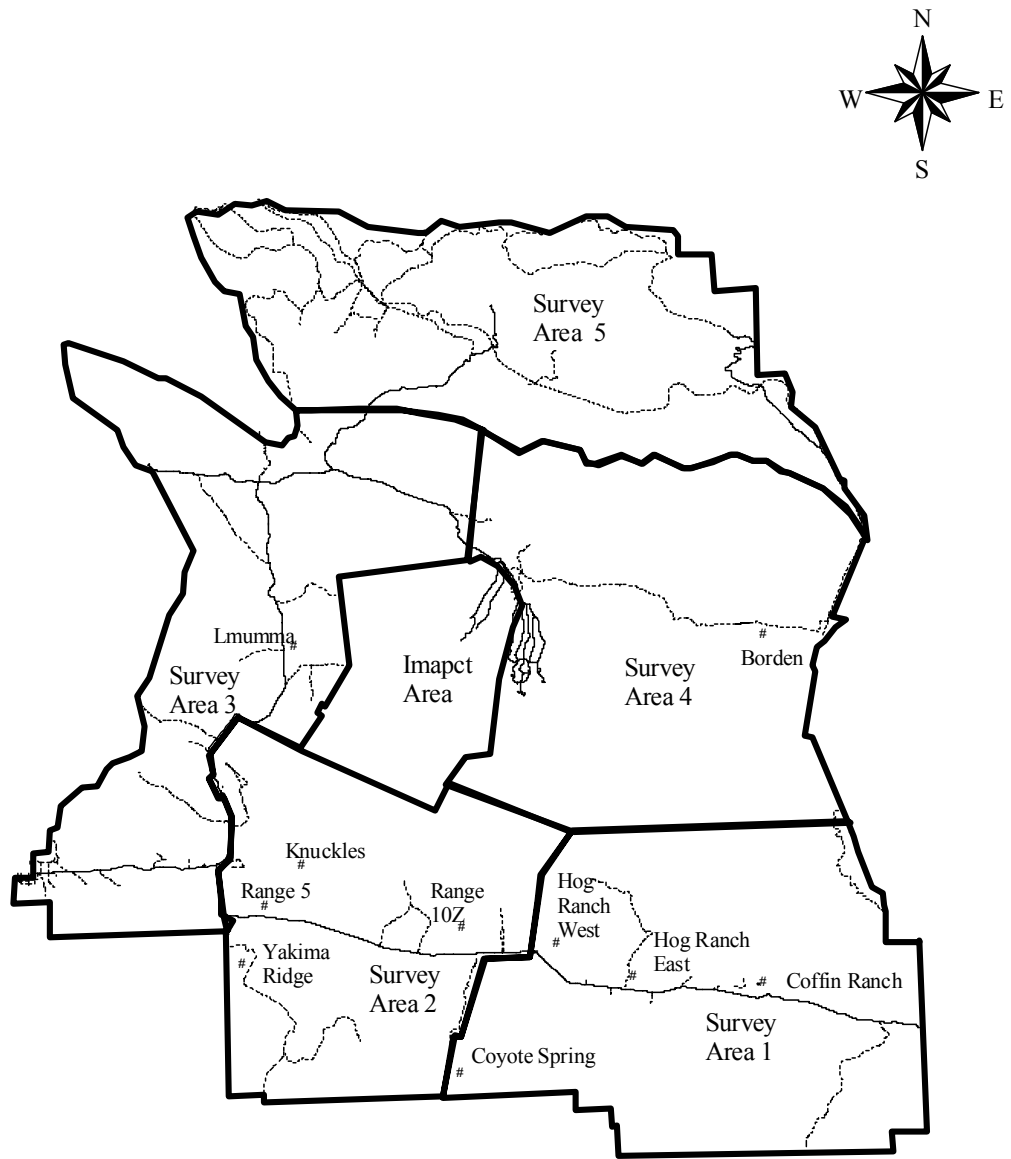 N
W
E
S
Survey
Area 5
Lmumma
Survey
Area 3
Imapct
Area
Survey
Area 4
#
#
Borden
Knuckles
#
Range 5
#
Range
10Z
#
Hog
Ranch
West
#
Hog Ranch
East
#
#
Coffin Ranch
#
Yakima
Ridge
Survey
Area 2
Survey
Area 1
Coyote Spring
#